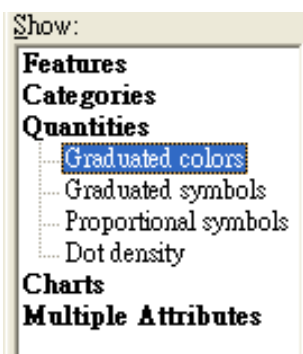 Show:
Features
Categories
Quantities
Graduated colors
Graduated symbols
Proportional symbols
Dot density
Charts
Multiple Attributes